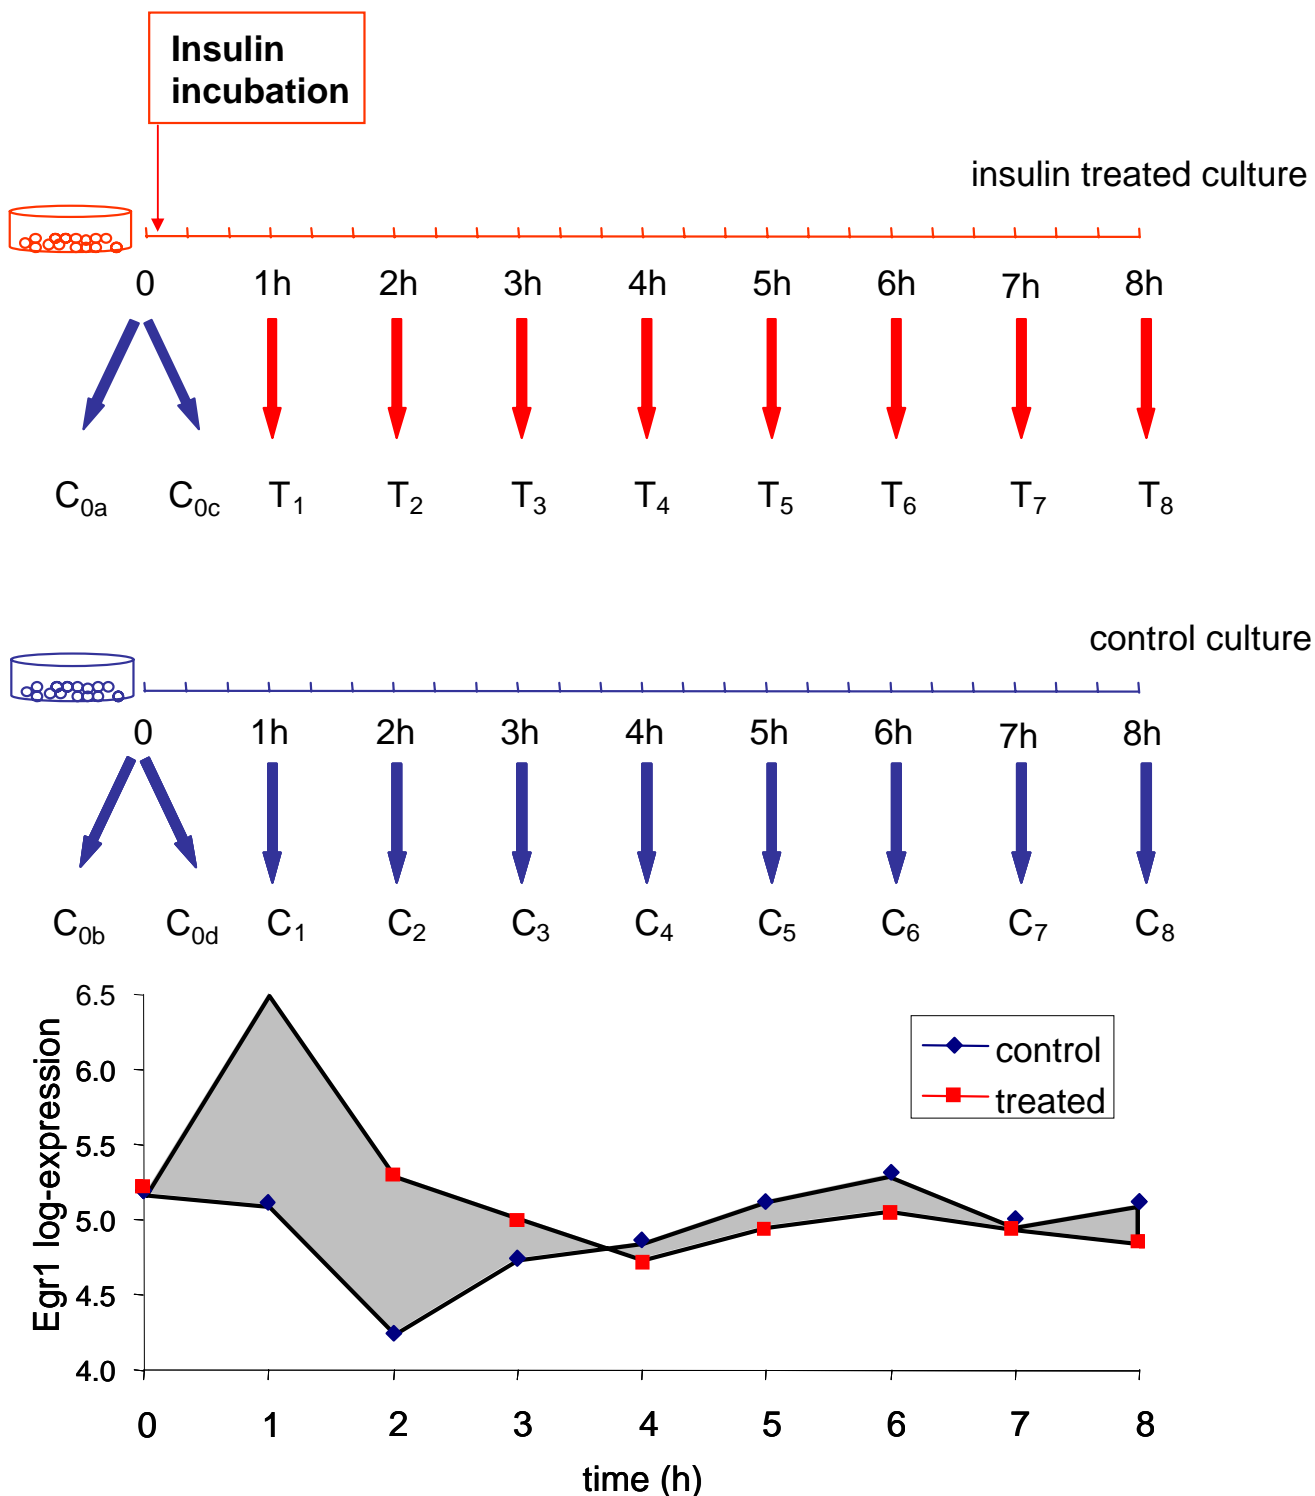 Insulin
incubation
insulin treated culture
0 1h 2h 3h 4h 5h 6h 7h 8h
C0a C0c T1 T2 T3 T4 T5 T6 T7 T8
control culture
0 1h 2h 3h 4h 5h 6h 7h 8h
C0b C0d C1 C2 C3 C4 C5 C6 C7 C8
Egr1 log-expression
6.5
6.0
5.5
5.0
4.5
4.0
control
treated
0 1 2 3 4 5 6 7 8
time (h)